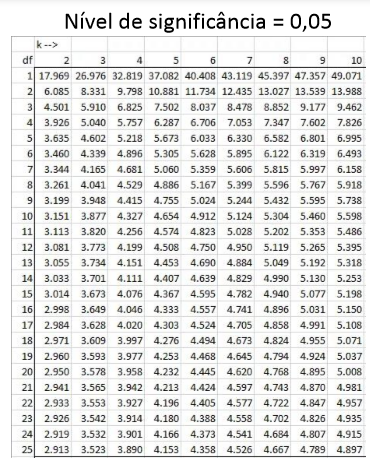 Nível de significância = 0,05
k -->
df 2 3 4 5 6 7 8 9 10
1 17.969 26.976 32.819 37.082 40.408 43.119 45.397 47.357 49.071
2 6.085 8.331 9.798 10.881 11.734 12.435 13.027 13.539 13.988
3 4.501 5.910 6.825 7.502 8.037 8.478 8.852 9.177 9.462
4 3.926 5.040 5.757 6.287 6.706 7.053 7.347 7.602 7.826
5 3.635 4.602 5.218 5.673 6.033 6.330 6.582 6.801 6.995
6 3.460 4.339 4.896 5.305 5.628 5.895 6.122 6.319 6.493
7 3.344 4.165 4.681 5.060 5.359 5.606 5.815 5.997 6.158
8 3.261 4.041 4.529 4.886 5.167 5.399 5.596 5.767 5.918
9 3.199 3.948 4.415 4.755 5.024 5.244 5.432 5.595 5.738
10 3.151 3.877 4.327 4.654 4.912 5.124 5.304 5.460 5.598
11 3.113 3.820 4.256 4.574 4.823 5.028 5.202 5.353 5.486
12 3.081 3.773 4.199 4.508 4.750 4.950 5.119 5.265 5.395
13 3.055 3.734 4.151 4.453 4.690 4.884 5.049 5.192 5.318
14 3.033 3.701 4.111 4.407 4.639 4.829 4.990 5.130 5.253
15 3.014 3.673 4.076 4.367 4.595 4.782 4.940 5.077 5.198
16 2.998 3.649 4.046 4.333 4.557 4.741 4.896 5.031 5.150
17 2.984 3.628 4.020 4.303 4.524 4.705 4.858 4.991 5.108
18 2.971 3.609 3.997 4.276 4.494 4.673 4.824 4.955 5.071
19 2.960 3.593 3.977 4.253 4.468 4.645 4.794 4.924 5.037
20 2.950 3.578 3.958 4.232 4.445 4.620 4.768 4.895 5.008
21 2.941 3.565 3.942 4.213 4.424 4.597 4.743 4.870 4.981
22 2.933 3.553 3.927 4.196 4.405 4.577 4.722 4.847 4.957
23 2.926 3.542 3.914 4.180 4.388 4.558 4.702 4.826 4.935
24 2.919 3.532 3.901 4.166 4.373 4.541 4.684 4.807 4.915
25 2.913 3.523 3.890 4.153 4.358 4.526 4.667 4.789 4.897